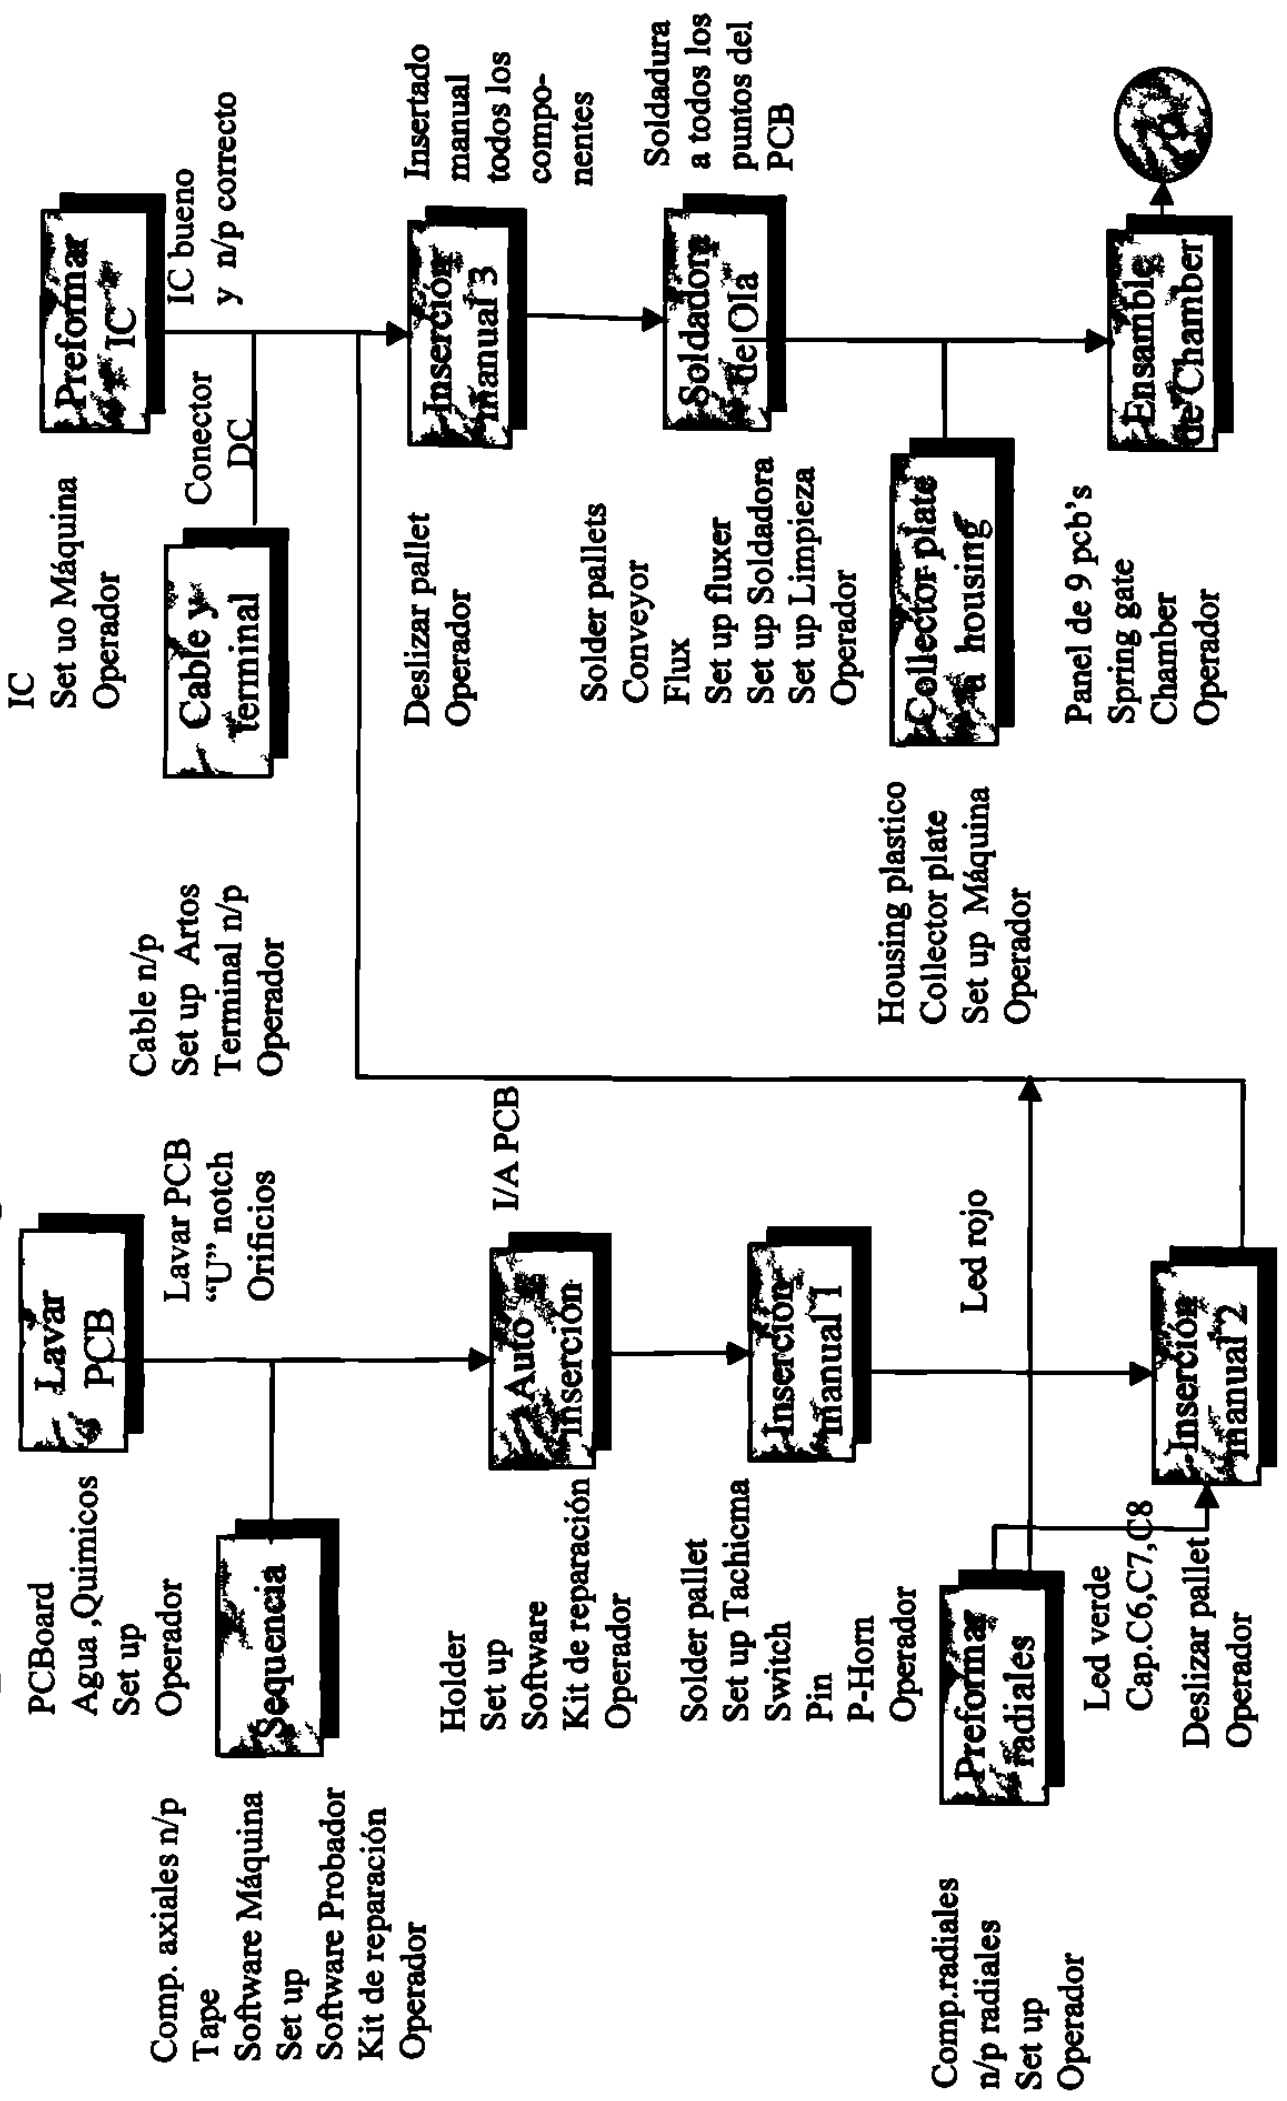 Lavar
PCB
PCBoard
Agua ,Quimicos
Set up
Operador
Lavar PCB
“U” notch
Orificios
Comp. axiales n/p
Tape
Software Máquina
Set up
Software Probador
Kit de reparación
Operador
Sequencia
Holder
Set up
Software
Kit de reparación
Operador
Auto
inserción
I/A PCB
Solder pallet
Set up Tachicma
Switch
Pin
P-Horn
Operador
Inserción
manual 1
Comp.radiales
n/p radiales
Set up
Operador
Preformar
radiales
Led rojo
Led verde
Cap.C6,C7,C8
Deslizar pallet
Operador
Inserción
manual 2
IC
Set uo Máquina
Operador
Preformar
IC
IC bueno
y n/p correcto
Cable n/p
Set up Artos
Terminal n/p
Operador
Cable y
terminal
Conector
DC
Deslizar pallet
Operador
Inserción
manual 3
Insertado
manual
todos los
compo-
nentes
Solder pallets
Conveyor
Flux
Set up fluxer
Set up Soldadora
Set up Limpieza
Operador
Soldadora
de Ola
Soldadura
a todos los
puntos del
PCB
Housing plastico
Collector plate
Set up Máquina
Operador
Collector plate
a housing
Panel de 9 pcb’s
Spring gate
Chamber
Operador
Ensamble
de Chamber